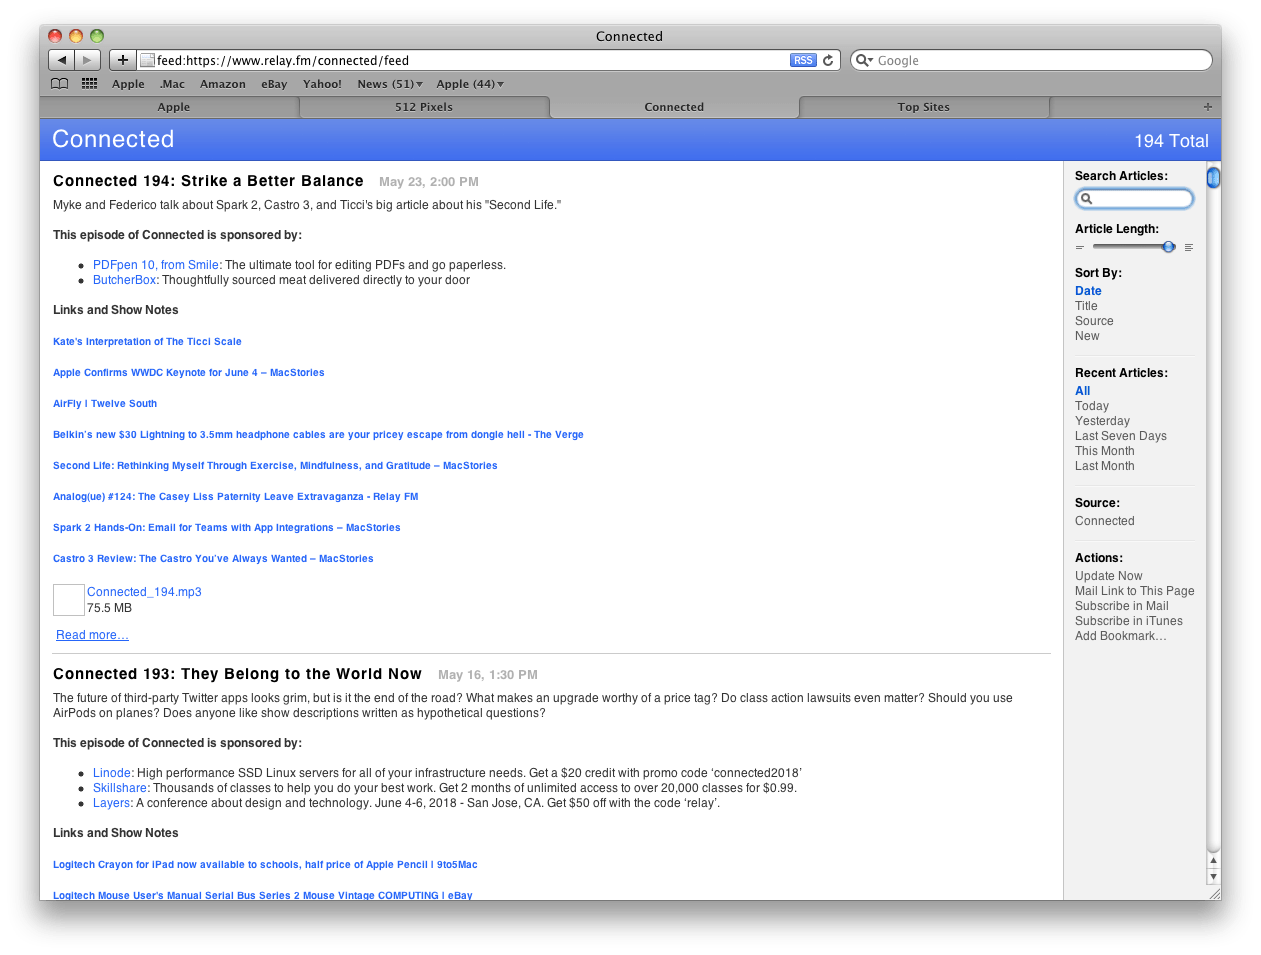 Connected
feed:https://www.relay.fm/connected/feed
RSS
Google
Apple .Mac Amazon eBay Yahoo! News (51)▾ Apple (44)▾
Apple 512 Pixels Connected Top Sites +
Connected 194 Total
Connected 194: Strike a Better Balance May 23, 2:00 PM
Myke and Federico talk about Spark 2, Castro 3, and Ticci's big article about his "Second Life."
This episode of Connected is sponsored by:
• PDFpen 10, from Smile: The ultimate tool for editing PDFs and go paperless.
• ButcherBox: Thoughtfully sourced meat delivered directly to your door
Links and Show Notes
Kate's Interpretation of The Ticci Scale
Apple Confirms WWDC Keynote for June 4 – MacStories
AirFly | Twelve South
Belkin's new $30 Lightning to 3.5mm headphone cables are your pricey escape from dongle hell - The Verge
Second Life: Rethinking Myself Through Exercise, Mindfulness, and Gratitude – MacStories
Analog(ue) #124: The Casey Liss Paternity Leave Extravaganza - Relay FM
Spark 2 Hands-On: Email for Teams with App Integrations – MacStories
Castro 3 Review: The Castro You've Always Wanted – MacStories
Connected_194.mp3
75.5 MB
Read more...
Connected 193: They Belong to the World Now May 16, 1:30 PM
The future of third-party Twitter apps looks grim, but is it the end of the road? What makes an upgrade worthy of a price tag? Do class action lawsuits even matter? Should you use
AirPods on planes? Does anyone like show descriptions written as hypothetical questions?
This episode of Connected is sponsored by:
• Linode: High performance SSD Linux servers for all of your infrastructure needs. Get a $20 credit with promo code ‘connected2018’
• Skillshare: Thousands of classes to help you do your best work. Get 2 months of unlimited access to over 20,000 classes for $0.99.
• Layers: A conference about design and technology. June 4-6, 2018 - San Jose, CA. Get $50 off with the code ‘relay’.
Links and Show Notes
Logitech Crayon for iPad now available to schools, half price of Apple Pencil | 9to5Mac
Logitech Mouse User's Manual Serial Bus Series 2 Mouse Vintage COMPUTING | eBay
Search Articles:
Article Length:
Sort By:
Date
Title
Source
New
Recent Articles:
All
Today
Yesterday
Last Seven Days
This Month
Last Month
Source:
Connected
Actions:
Update Now
Mail Link to This Page
Subscribe in Mail
Subscribe in iTunes
Add Bookmark...